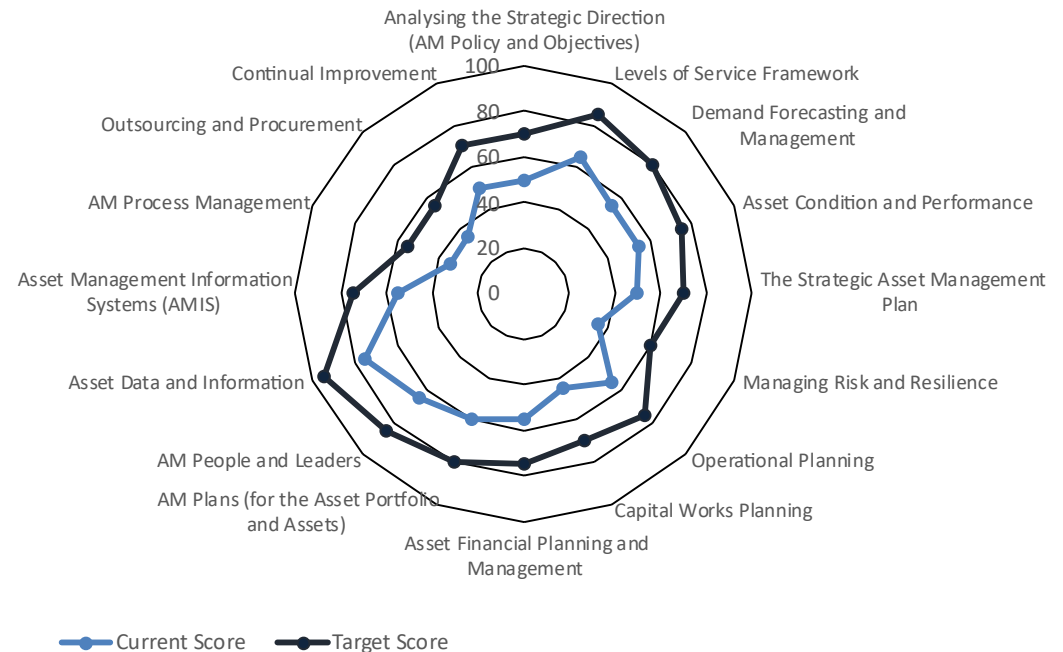 Analysing the Strategic Direction
(AM Policy and Objectives)
Levels of Service Framework
Demand Forecasting and
Management
Asset Condition and Performance
The Strategic Asset Management
Plan
Managing Risk and Resilience
Operational Planning
Capital Works Planning
Asset Financial Planning and
Management
AM Plans (for the Asset Portfolio
and Assets)
AM People and Leaders
Asset Data and Information
Asset Management Information
Systems (AMIS)
AM Process Management
Outsourcing and Procurement
Continual Improvement
100
80
60
40
20
0
Current Score
Target Score